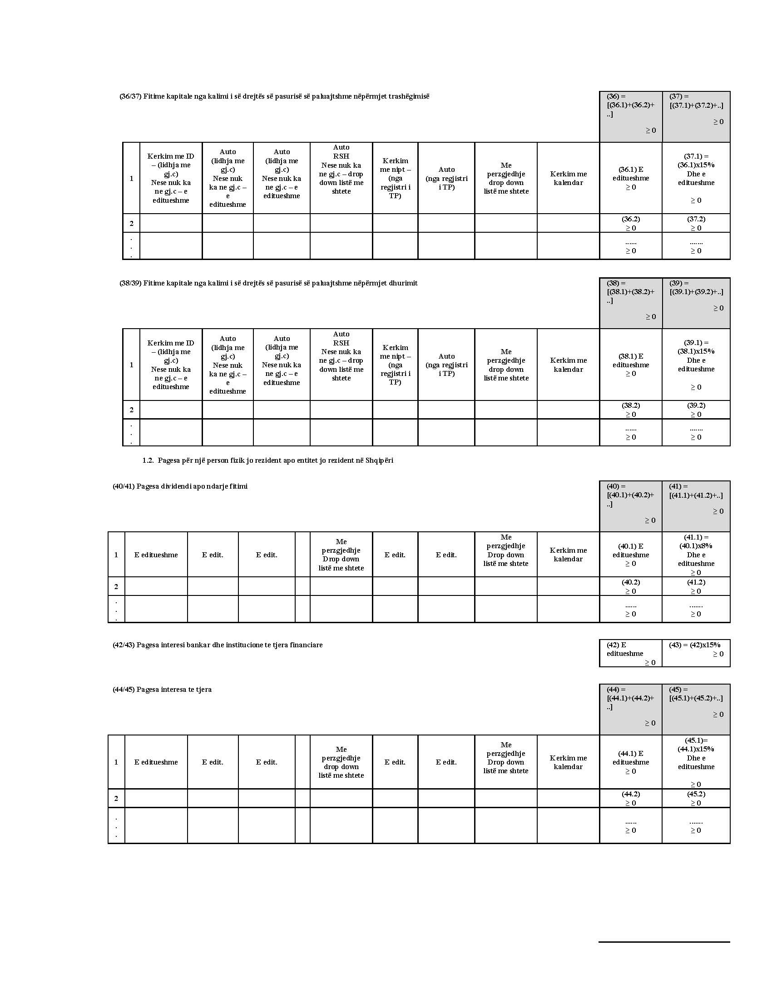 (36/37) Fitime kapitale nga kalimi i së drejtës së pasurisë së paluajtshme nëpërmjet trashëgimisë
(36) =
[(36.1)+(36.2)+
..]
≥ 0
(37) =
[(37.1)+(37.2)+..]
≥ 0
1
Kerkim me ID
– (lidhja me
gj.c)
Nese nuk ka
ne gj.c – e
editueshme
Auto
(lidhja me
gj.c)
Nese nuk
ka ne gj.c –
e
editueshme
Auto
(lidhja me
gj.c)
Nese nuk ka
ne gj.c – e
editueshme
Auto
RSH
Nese nuk ka
ne gj.c – drop
down listë me
shtete
Kerkim
me nipt –
(nga
regjistri i
TP)
Auto
(nga regjistri
i TP)
Me
perzgjedhje
drop down
listë me shtete
Kerkim me
kalendar
(36.1) E
editueshme
≥ 0
(37.1) =
(36.1)x15%
Dhe e
editueshme
≥ 0
2
(36.2)
≥ 0
(37.2)
≥ 0
.
.
.
......
≥ 0
.......
≥ 0
(38/39) Fitime kapitale nga kalimi i së drejtës së pasurisë së paluajtshme nëpërmjet dhurimit
(38) =
[(38.1)+(38.2)+
..]
≥ 0
(39) =
[(39.1)+(39.2)+..]
≥ 0
1
Kerkim me ID
– (lidhja me
gj.c)
Nese nuk ka
ne gj.c – e
editueshme
Auto
(lidhja me
gj.c)
Nese nuk
ka ne gj.c –
e
editueshme
Auto
(lidhja me
gj.c)
Nese nuk ka
ne gj.c – e
editueshme
Auto
RSH
Nese nuk ka
ne gj.c – drop
down listë me
shtete
Kerkim
me nipt –
(nga
regjistri i
TP)
Auto
(nga regjistri
i TP)
Me
perzgjedhje
drop down
listë me shtete
Kerkim me
kalendar
(38.1) E
editueshme
≥ 0
(39.1) =
(38.1)x15%
Dhe e
editueshme
≥ 0
2
(38.2)
≥ 0
(39.2)
≥ 0
.
.
.
......
≥ 0
.......
≥ 0
1.2. Pagesa për një person fizik jo rezident apo entitet jo rezident në Shqipëri
(40/41) Pagesa dividendi apo ndarje fitimi
(40) =
[(40.1)+(40.2)+
..]
≥ 0
(41) =
[(41.1)+(41.2)+..]
≥ 0
1
E editueshme
E edit.
E edit.
Me
perzgjedhje
Drop down
listë me shtete
E edit.
E edit.
Me
perzgjedhje
Drop down
listë me shtete
Kerkim me
kalendar
(40.1) E
editueshme
≥ 0
(41.1) =
(40.1)x8%
Dhe e
editueshme
≥ 0
2
(40.2)
≥ 0
(41.2)
≥ 0
.
.
.
......
≥ 0
.......
≥ 0
(42/43) Pagesa interesi bankar dhe institucione te tjera financiare
(42) E
editueshme
≥ 0
(43) = (42)x15%
≥ 0
(44/45) Pagesa interesa te tjera
(44) =
[(44.1)+(44.2)+
..]
≥ 0
(45) =
[(45.1)+(45.2)+..]
≥ 0
1
E editueshme
E edit.
E edit.
Me
perzgjedhje
drop down
listë me shtete
E edit.
E edit.
Me
perzgjedhje
Drop down
listë me shtete
Kerkim me
kalendar
(44.1) E
editueshme
≥ 0
(45.1)=
(44.1)x15%
Dhe e
editueshme
≥ 0
2
(44.2)
≥ 0
(45.2)
≥ 0
.
.
.
......
≥ 0
.......
≥ 0